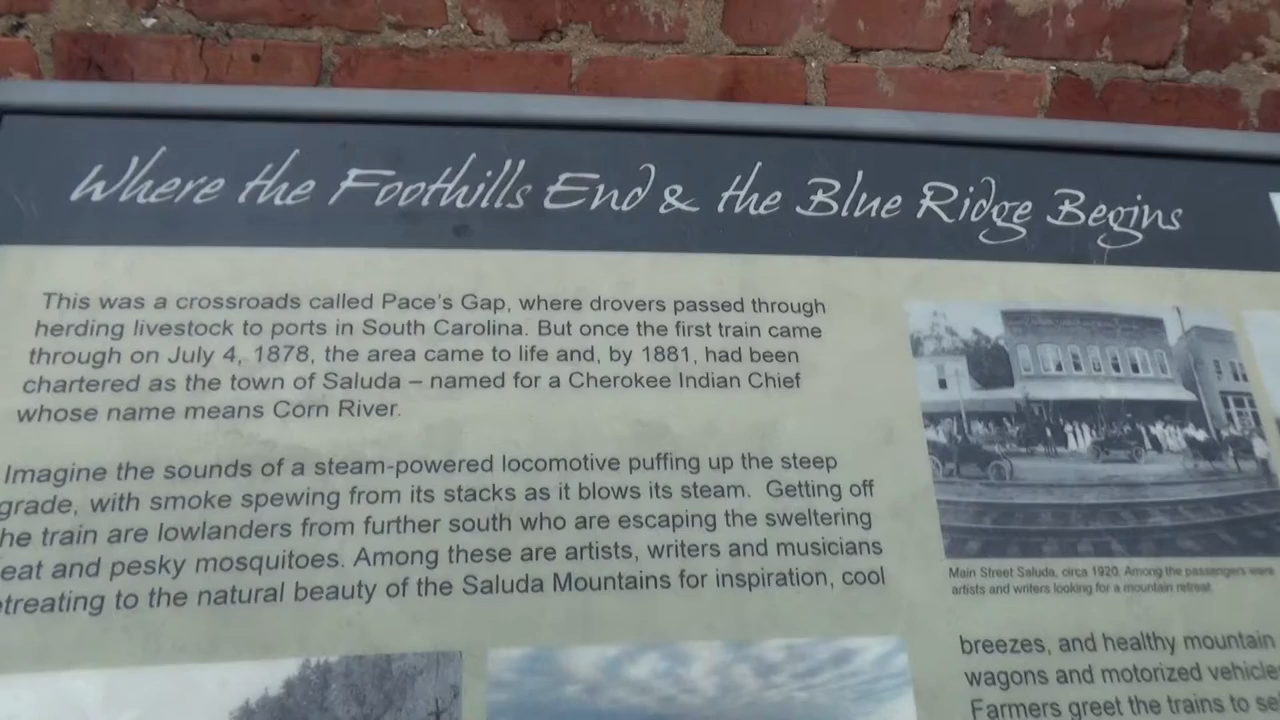 Where the Foothills End & the Blue Ridge Begins
This was a crossroads called Pace's Gap, where drovers passed through
herding livestock to ports in South Carolina. But once the first train came
through on July 4, 1878, the area came to life and, by 1881, had been
chartered as the town of Saluda – named for a Cherokee Indian Chief
whose name means Corn River.
Imagine the sounds of a steam-powered locomotive puffing up the steep
grade, with smoke spewing from its stacks as it blows its steam. Getting off
he train are lowlanders from further south who are escaping the sweltering
eat and pesky mosquitoes. Among these are artists, writers and musicians
etreating to the natural beauty of the Saluda Mountains for inspiration, cool
Main Street Saluda, circa 1920. Among the passengers were
artists and writers looking for a mountain retreat.
breezes, and healthy mountain
wagons and motorized vehicle
Farmers greet the trains to se